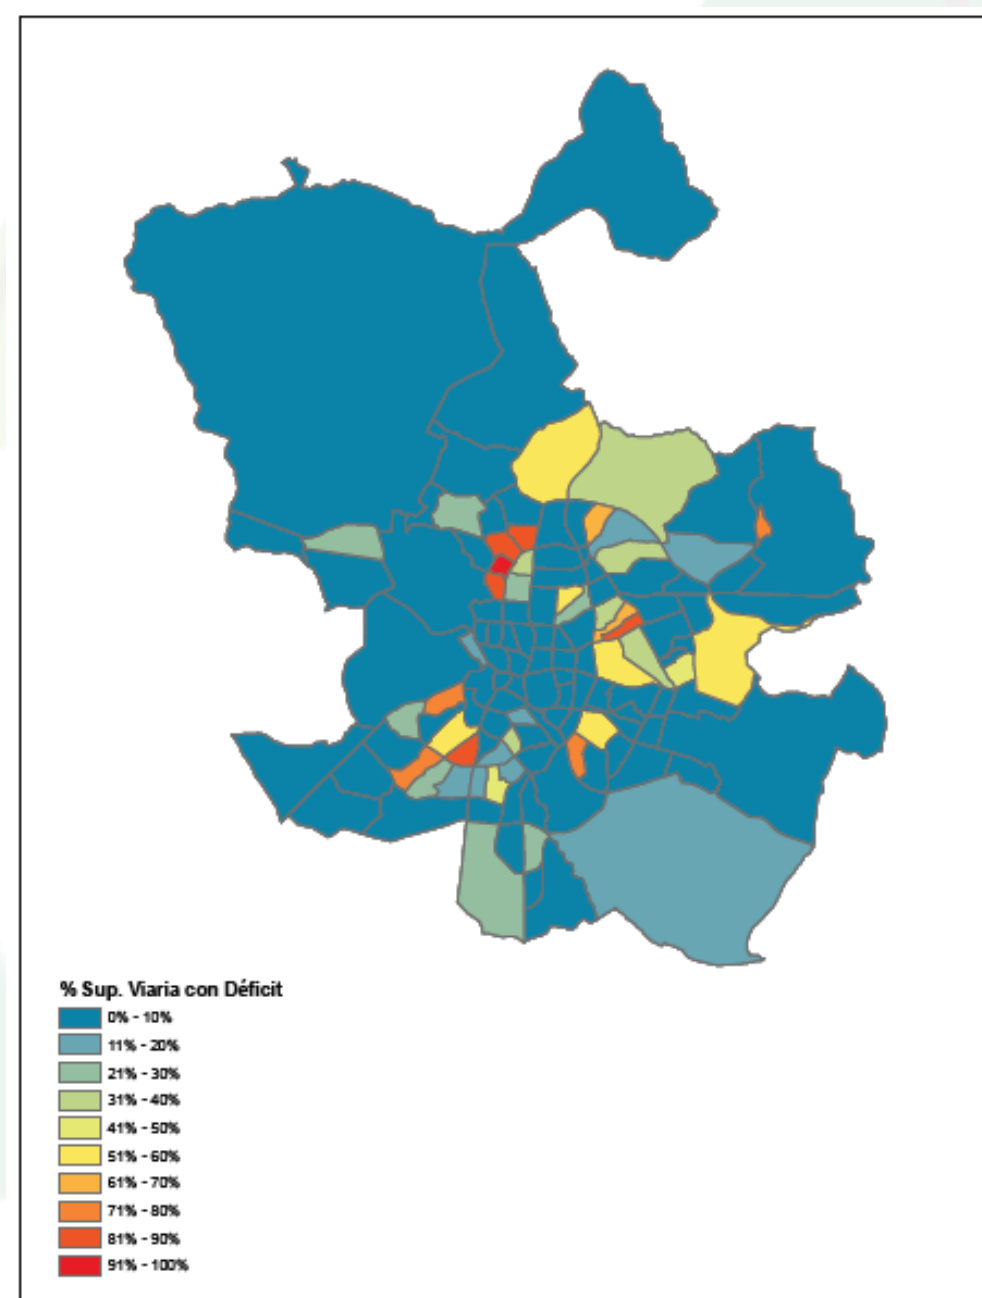 % Sup. Viaria con Déficit
0% - 10%
11% - 20%
21% - 30%
31% - 40%
41% - 50%
51% - 60%
61% - 70%
71% - 80%
81% - 90%
91% - 100%